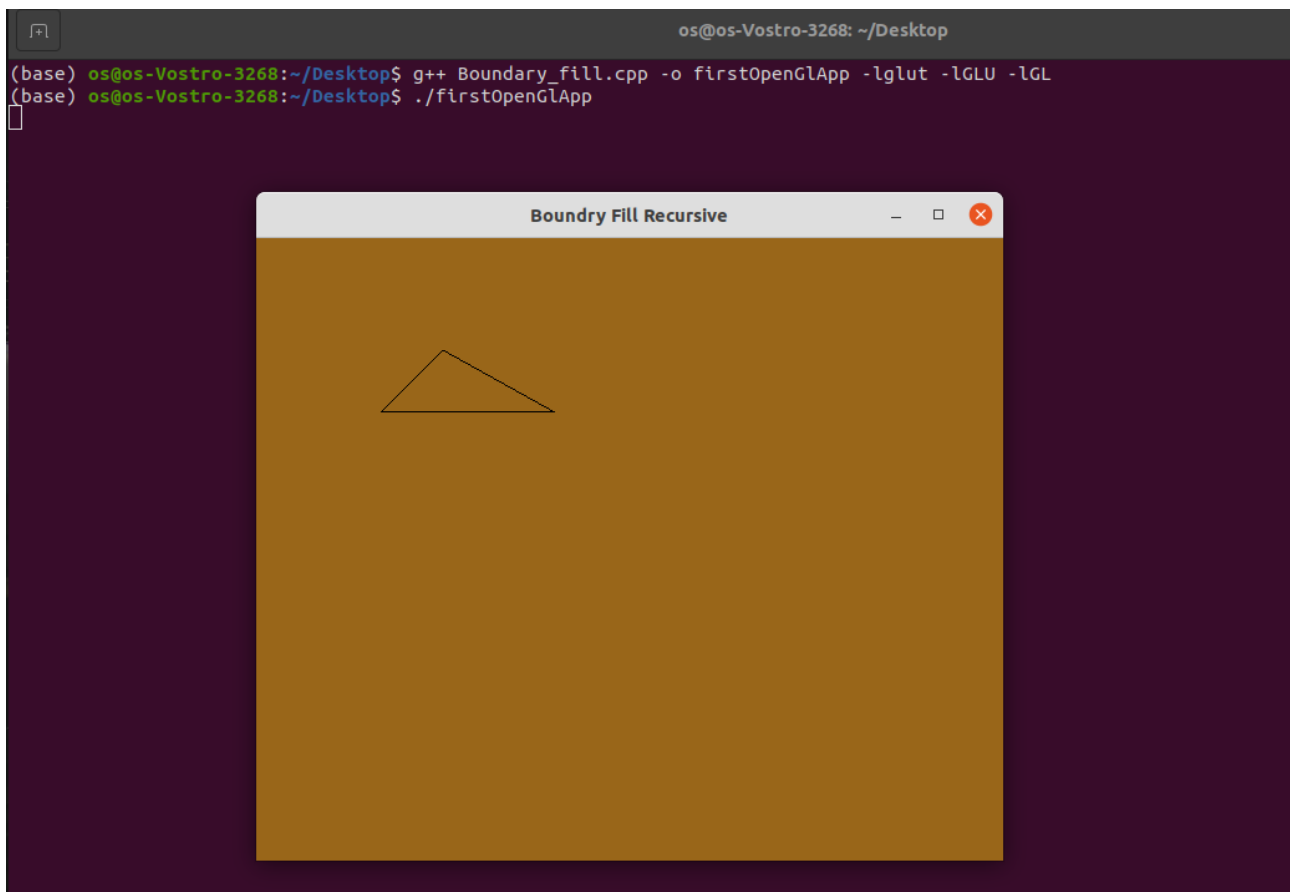 os@os-Vostro-3268: ~/Desktop
(base) os@os-Vostro-3268:~/Desktop$ g++ Boundary_fill.cpp -o firstOpenGlApp -lglut -lGLU -lGL
(base) os@os-Vostro-3268:~/Desktop$ ./firstOpenGlApp
Boundry Fill Recursive